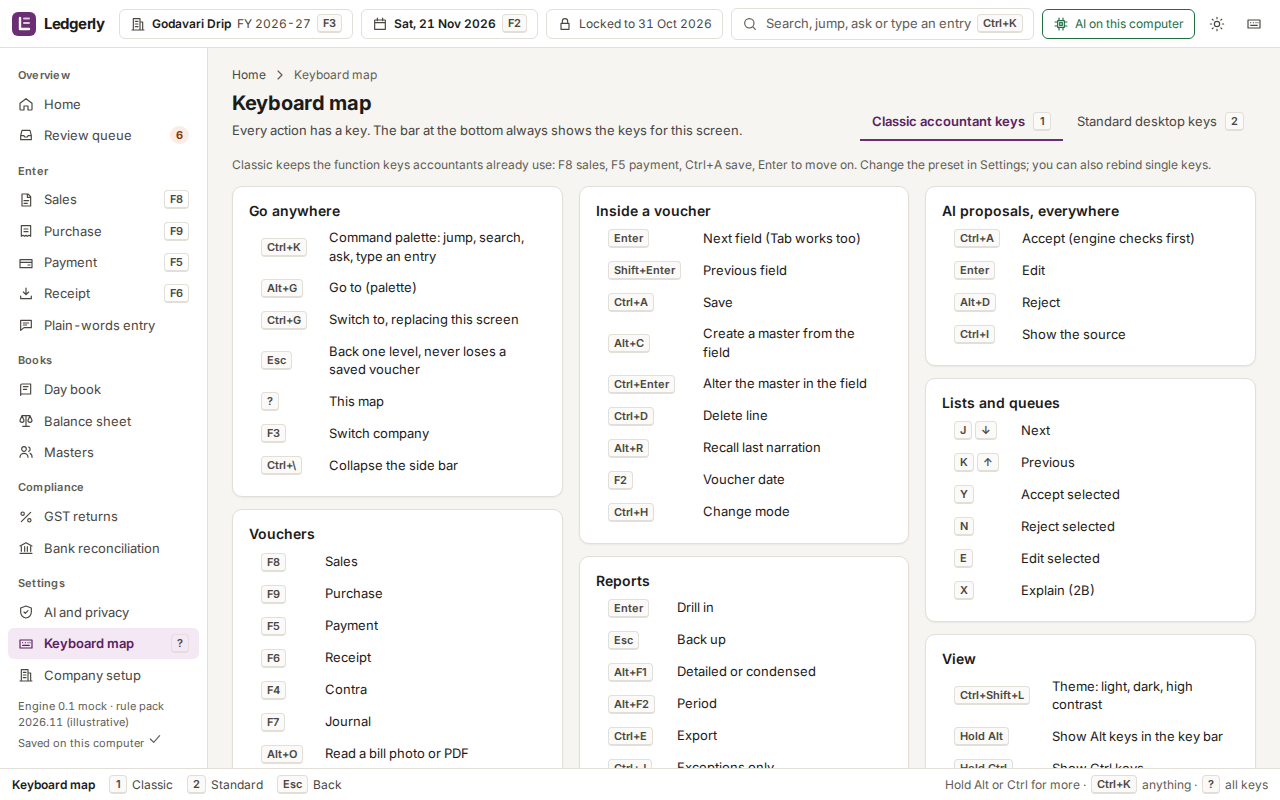 Ledgerly
Godavari Drip FY 2026-27 F3
Sat, 21 Nov 2026 F2
Locked to 31 Oct 2026
Search, jump, ask or type an entry Ctrl+K
AI on this computer
Overview
Home
Review queue 6
Enter
Sales F8
Purchase F9
Payment F5
Receipt F6
Plain-words entry
Books
Day book
Balance sheet
Masters
Compliance
GST returns
Bank reconciliation
Settings
AI and privacy
Keyboard map ?
Company setup
Engine 0.1 mock · rule pack
2026.11 (illustrative)
Saved on this computer
Home > Keyboard map
Keyboard map
Every action has a key. The bar at the bottom always shows the keys for this screen.
Classic accountant keys 1
Standard desktop keys 2
Classic keeps the function keys accountants already use: F8 sales, F5 payment, Ctrl+A save, Enter to move on. Change the preset in Settings; you can also rebind single keys.
Go anywhere
Ctrl+K Command palette: jump, search,
ask, type an entry
Alt+G Go to (palette)
Ctrl+G Switch to, replacing this screen
Esc Back one level, never loses a
saved voucher
? This map
F3 Switch company
Ctrl+\ Collapse the side bar
Vouchers
F8 Sales
F9 Purchase
F5 Payment
F6 Receipt
F4 Contra
F7 Journal
Alt+O Read a bill photo or PDF
Inside a voucher
Enter Next field (Tab works too)
Shift+Enter Previous field
Ctrl+A Save
Alt+C Create a master from the
field
Ctrl+Enter Alter the master in the field
Ctrl+D Delete line
Alt+R Recall last narration
F2 Voucher date
Ctrl+H Change mode
Reports
Enter Drill in
Esc Back up
Alt+F1 Detailed or condensed
Alt+F2 Period
Ctrl+E Export
Ctrl+J Exceptions only
AI proposals, everywhere
Ctrl+A Accept (engine checks first)
Enter Edit
Alt+D Reject
Ctrl+I Show the source
Lists and queues
J ↓ Next
K ↑ Previous
Y Accept selected
N Reject selected
E Edit selected
X Explain (2B)
View
Ctrl+Shift+L Theme: light, dark, high
contrast
Hold Alt Show Alt keys in the key bar
Hold Ctrl Show Ctrl keys
Keyboard map 1 Classic 2 Standard Esc Back
Hold Alt or Ctrl for more · Ctrl+K anything · ? all keys